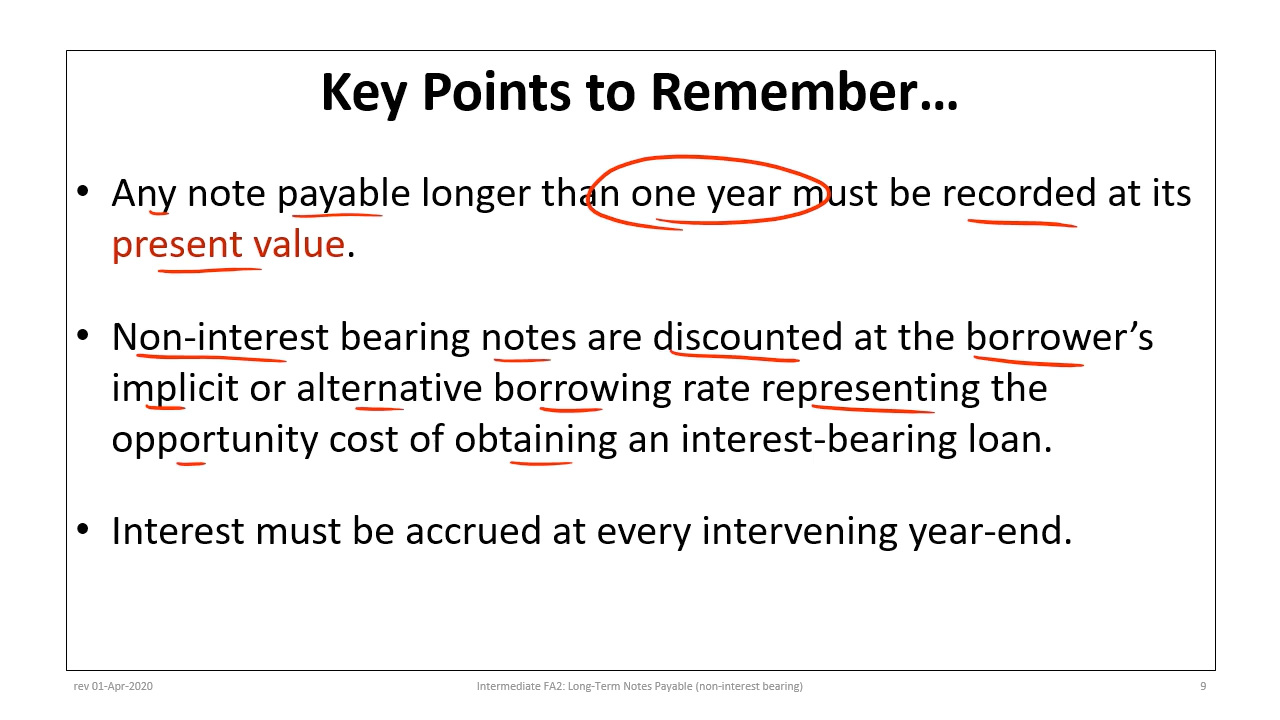 Key Points to Remember…
• Any note payable longer than one year must be recorded at its
present value.
• Non-interest bearing notes are discounted at the borrower’s
implicit or alternative borrowing rate representing the
opportunity cost of obtaining an interest-bearing loan.
• Interest must be accrued at every intervening year-end.
rev 01-Apr-2020
Intermediate FA2: Long-Term Notes Payable (non-interest bearing)
9